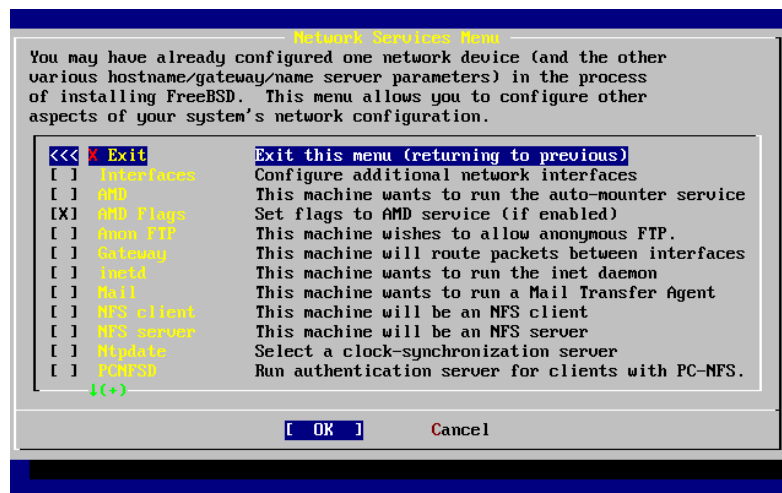 Network Services Menu
You may have already configured one network device (and the other
various hostname/gateway/name server parameters) in the process
of installing FreeBSD.  This menu allows you to configure other
aspects of your system's network configuration.
<<< X Exit Exit this menu (returning to previous)
[ ] Interfaces Configure additional network interfaces
[ ] AMD This machine wants to run the auto-mounter service
[X] AMD Flags Set flags to AMD service (if enabled)
[ ] Anon FTP This machine wishes to allow anonymous FTP.
[ ] Gateway This machine will route packets between interfaces
[ ] inetd This machine wants to run the inet daemon
[ ] Mail This machine wants to run a Mail Transfer Agent
[ ] NFS client This machine will be an NFS client
[ ] NFS server This machine will be an NFS server
[ ] Ntpdate Select a clock-synchronization server
[ ] PCNFSD Run authentication server for clients with PC-NFS.
↓(+)
[ OK ] Cancel